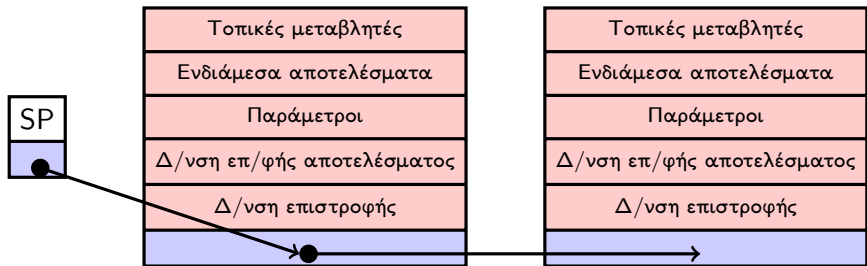 SP
Τοπικές μεταβλητές
Ενδιάμεσα αποτελέσματα
Παράμετροι
Δ/νση επ/φής αποτελέσματος
Δ/νση επιστροφής
Τοπικές μεταβλητές
Ενδιάμεσα αποτελέσματα
Παράμετροι
Δ/νση επ/φής αποτελέσματος
Δ/νση επιστροφής